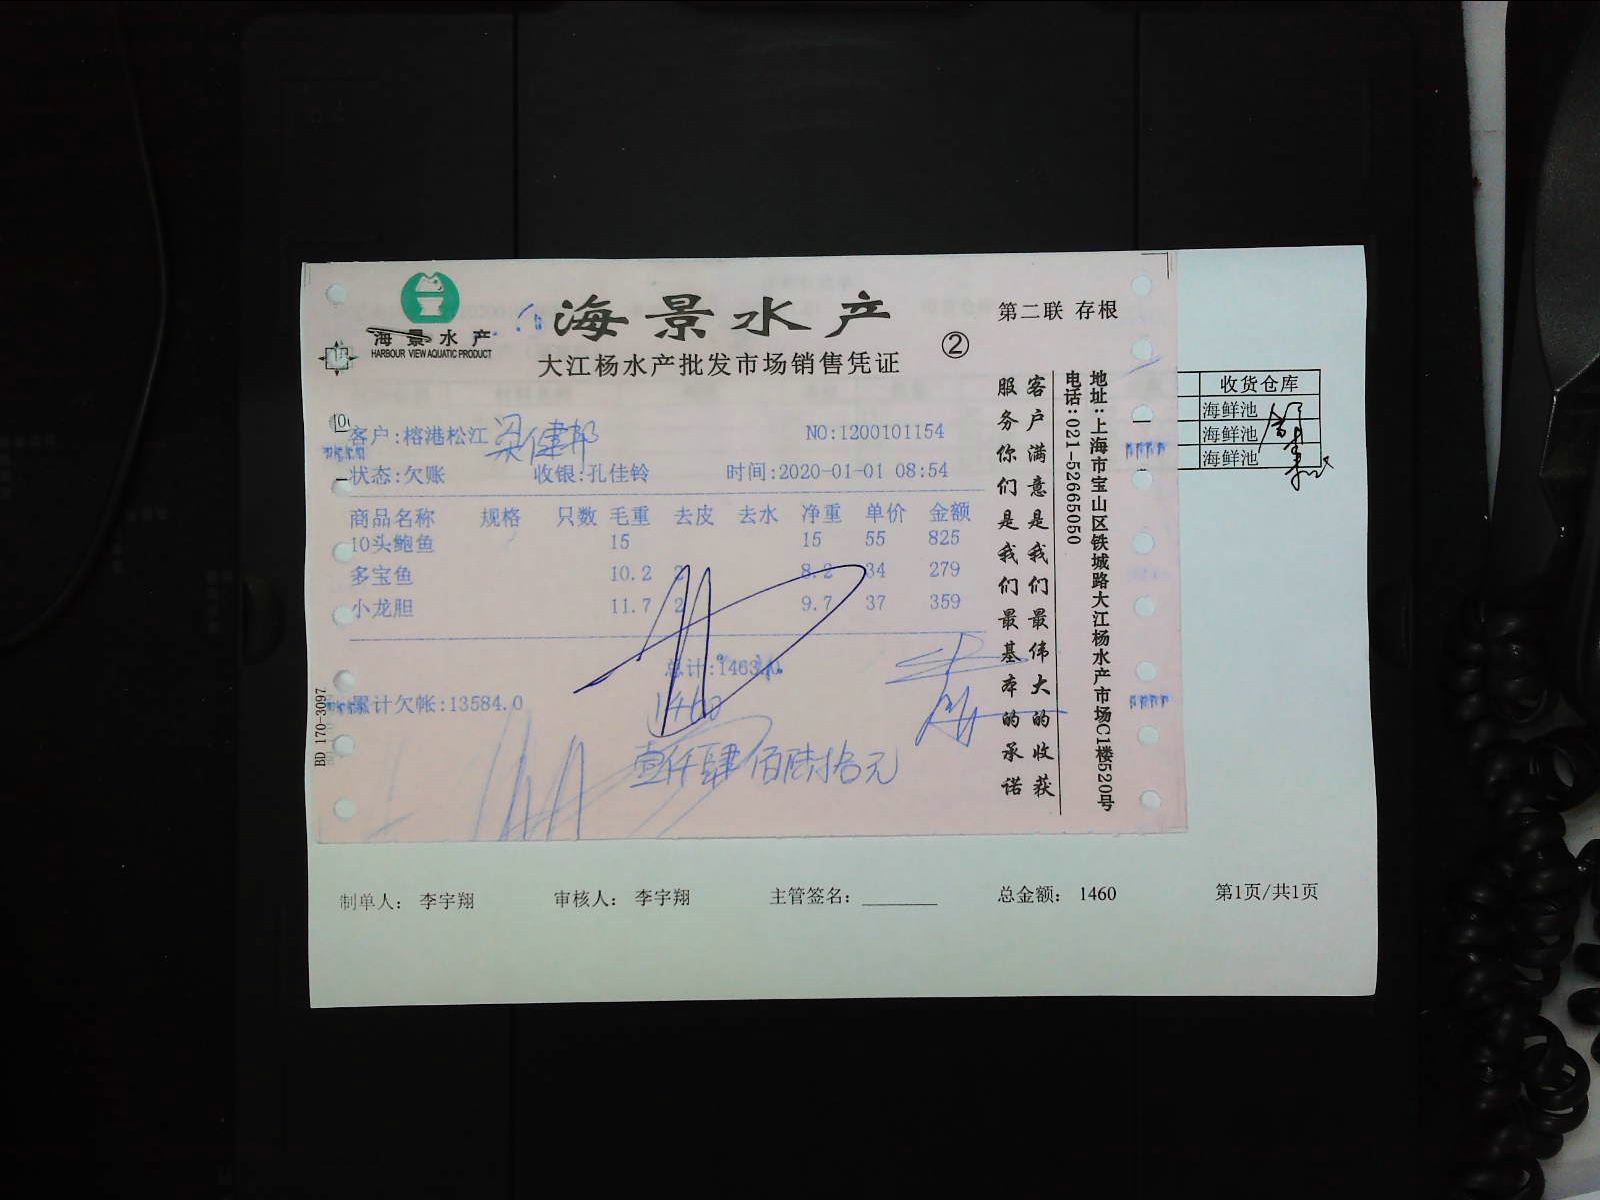 海景水产
HARBOUR VIEW AQUATIC PRODUCT
海景水产
大江杨水产批发市场销售凭证
②
第二联 存根
客户:榕港松江 梁健邦
NO:1200101154
状态:欠账 收银:孔佳铃 时间:2020-01-01 08:54
商品名称 规格 只数 毛重 去皮 去水 净重 单价 金额
10头鲍鱼 15 15 55 825
多宝鱼 10.2 2 8.2 34 279
小龙胆 11.7 2 9.7 37 359
总计:1463.0
累计欠帐:13584.0
1460
壹仟肆佰陆拾元
客户满意是我们最伟大的收获
服务你们是我们最基本的承诺
地址:上海市宝山区铁城路大江杨水产市场C1楼520号
电话:021-52665050
BD 170-3097
收货仓库
海鲜池
海鲜池
海鲜池
制单人: 李宇翔 审核人: 李宇翔 主管签名: 总金额: 1460 第1页/共1页